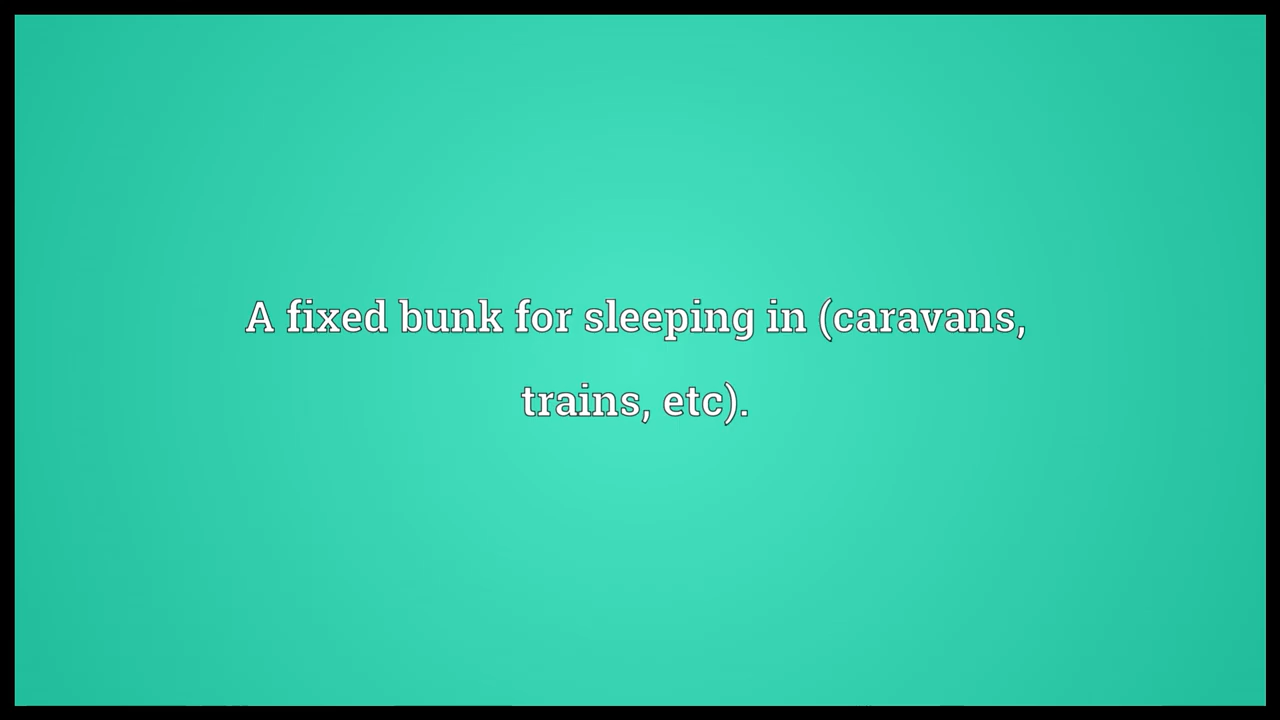 A fixed bunk for sleeping in (caravans,
trains, etc).